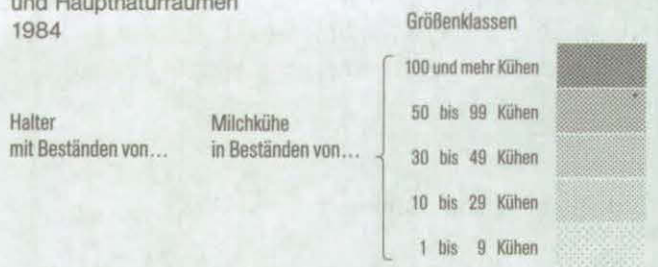 und Hauptnaturräumen
1984
Größenklassen
100 und mehr Kühen
50 bis 99 Kühen
Halter
mit Beständen von...
Milchkühe
in Beständen von...
30 bis 49 Kühen
10 bis 29 Kühen
1 bis 9 Kühen